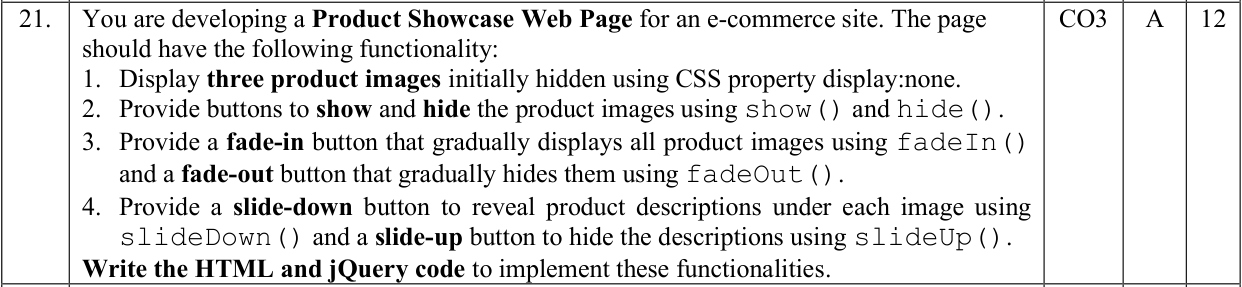 21. You are developing a Product Showcase Web Page for an e-commerce site. The page CO3 A 12
should have the following functionality:
1. Display three product images initially hidden using CSS property display:none.
2. Provide buttons to show and hide the product images using show() and hide().
3. Provide a fade-in button that gradually displays all product images using fadeIn()
and a fade-out button that gradually hides them using fadeOut().
4. Provide a slide-down button to reveal product descriptions under each image using
slideDown() and a slide-up button to hide the descriptions using slideUp().
Write the HTML and jQuery code to implement these functionalities.